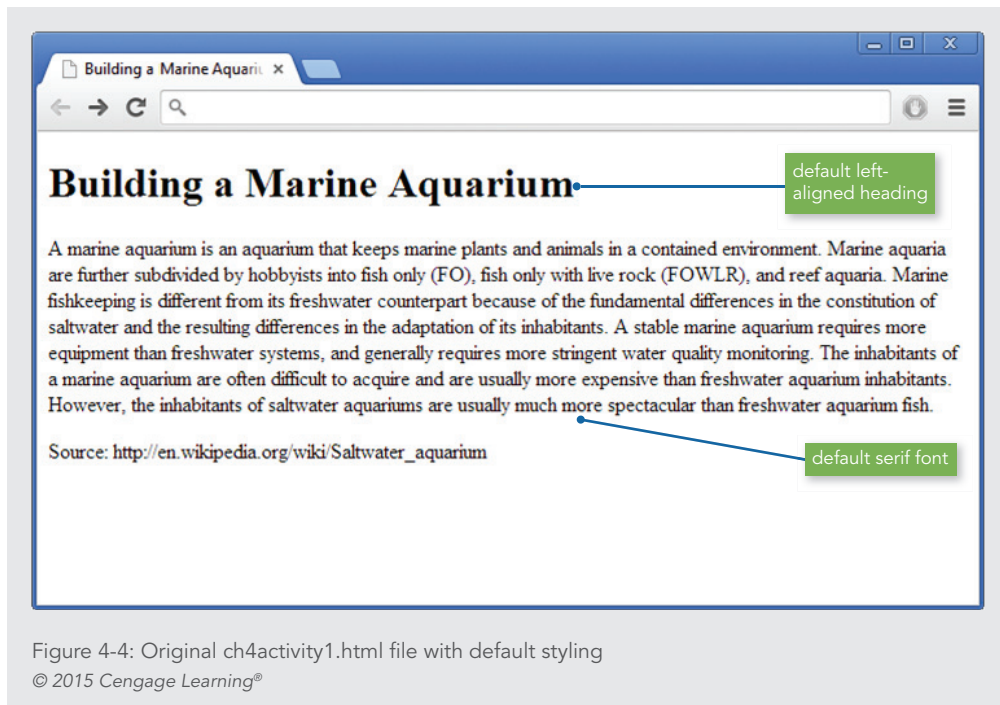 Building a Marine Aquari
Building a Marine Aquarium
default left-
aligned heading
A marine aquarium is an aquarium that keeps marine plants and animals in a contained environment. Marine aquaria
are further subdivided by hobbyists into fish only (FO), fish only with live rock (FOWLR), and reef aquaria. Marine
fishkeeping is different from its freshwater counterpart because of the fundamental differences in the constitution of
saltwater and the resulting differences in the adaptation of its inhabitants. A stable marine aquarium requires more
equipment than freshwater systems, and generally requires more stringent water quality monitoring. The inhabitants of
a marine aquarium are often difficult to acquire and are usually more expensive than freshwater aquarium inhabitants.
However, the inhabitants of saltwater aquariums are usually much more spectacular than freshwater aquarium fish.
default serif font
Source: http://en.wikipedia.org/wiki/Saltwater_aquarium
Figure 4-4: Original ch4activity1.html file with default styling
© 2015 Cengage Learning®